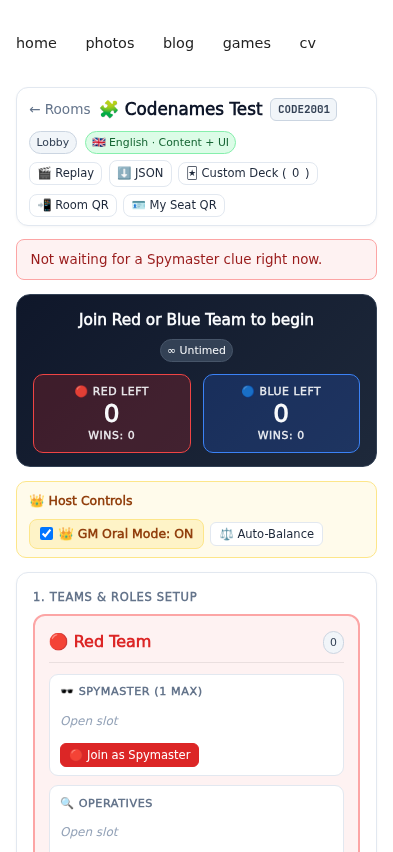 home photos blog games cv
← Rooms 🧩 Codenames Test CODE2001
Lobby 🇬🇧 English · Content + UI
🎬 Replay ⬇️ JSON 🃏 Custom Deck ( 0 )
📲 Room QR 🪪 My Seat QR
Not waiting for a Spymaster clue right now.
Join Red or Blue Team to begin
∞ Untimed
🔴 RED LEFT 🔵 BLUE LEFT
0 0
WINS: 0 WINS: 0
👑 Host Controls
👑 GM Oral Mode: ON ⚖️ Auto-Balance
1. TEAMS & ROLES SETUP
🔴 Red Team 0
🕶️ SPYMASTER (1 MAX)
Open slot
🔴 Join as Spymaster
🔍 OPERATIVES
Open slot